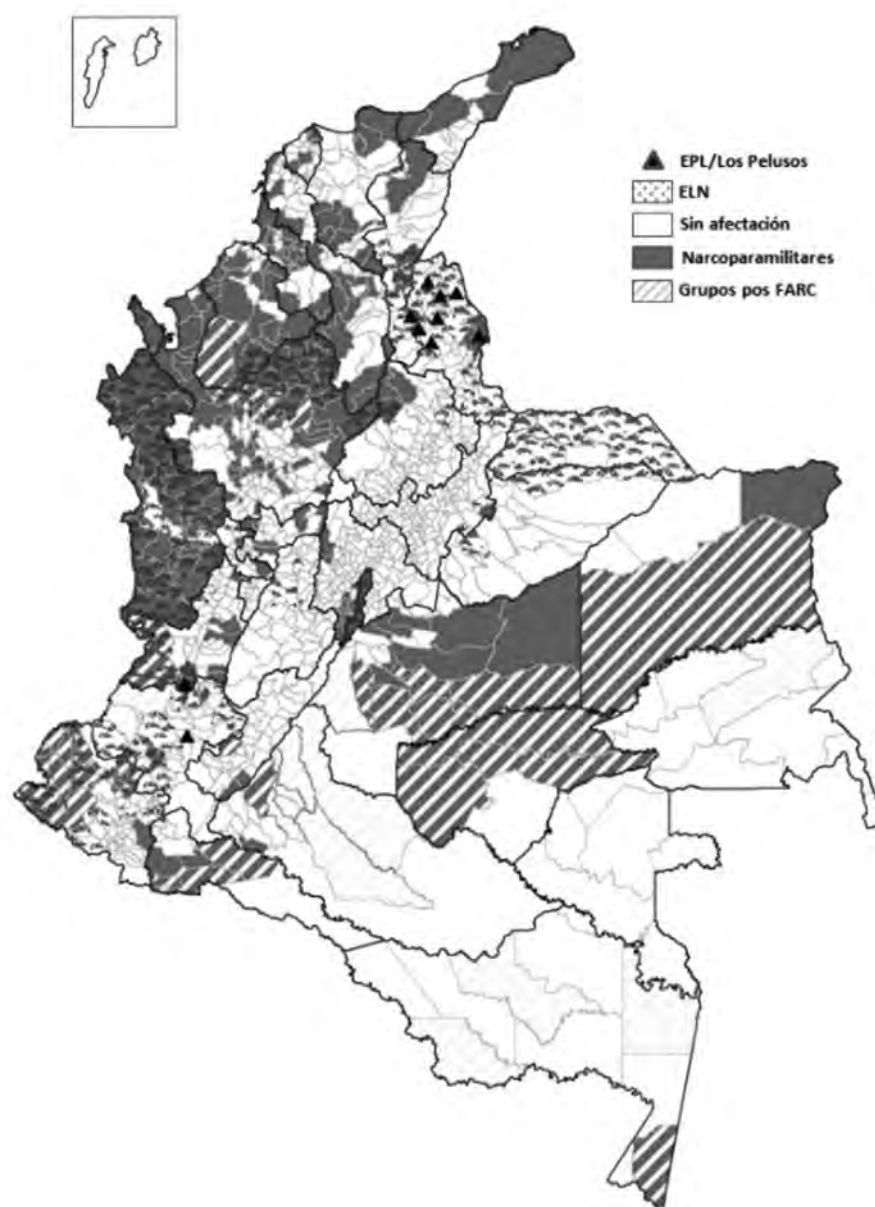 EPL/Los Pelusos
ELN
Sin afectación
Narcoparamilitares
Grupos pos FARC